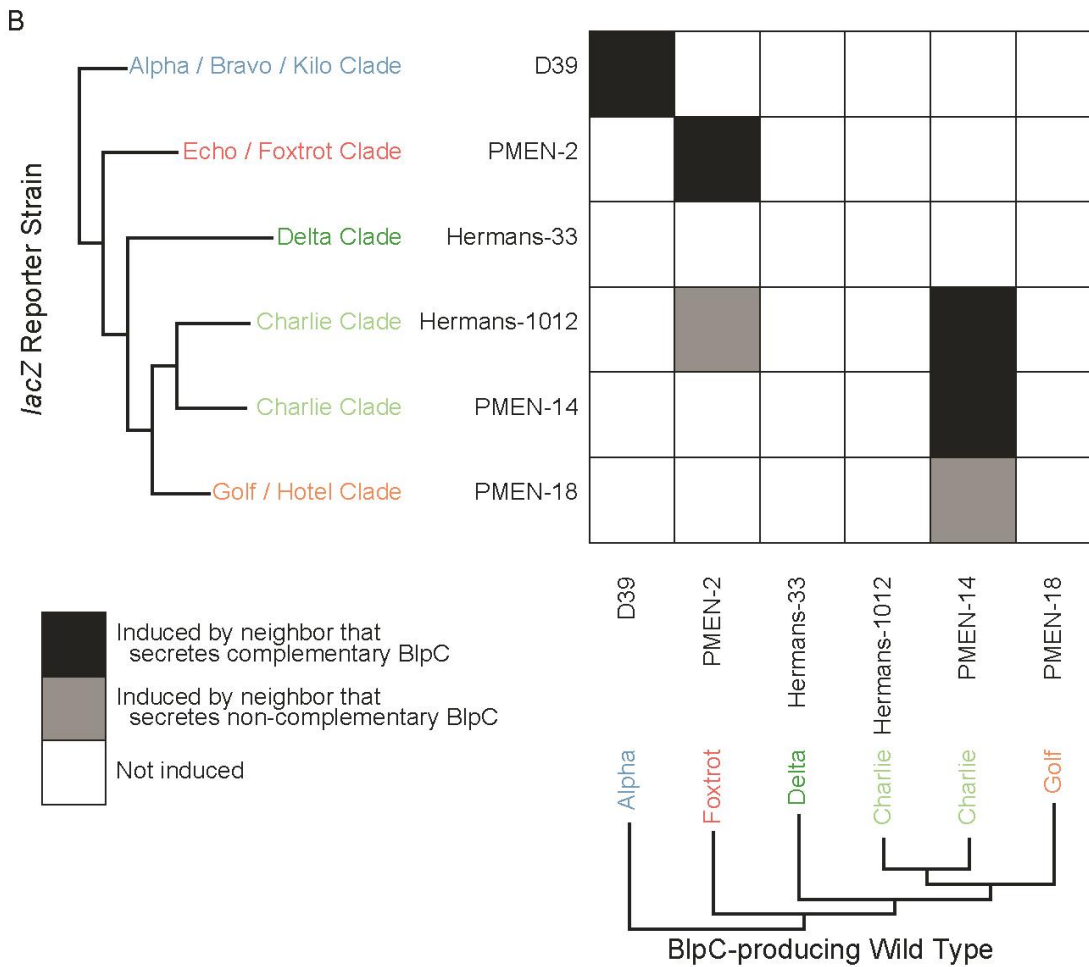 B
lacZ Reporter Strain
Alpha / Bravo / Kilo Clade
Echo / Foxtrot Clade
Delta Clade
Charlie Clade
Charlie Clade
Golf / Hotel Clade
D39
PMEN-2
Hermans-33
Hermans-1012
PMEN-14
PMEN-18
Induced by neighbor that
secretes complementary BlpC
Induced by neighbor that
secretes non-complementary BlpC
Not induced
D39
PMEN-2
Hermans-33
Hermans-1012
PMEN-14
PMEN-18
Alpha
Foxtrot
Delta
Charlie
Charlie
Golf
BlpC-producing Wild Type